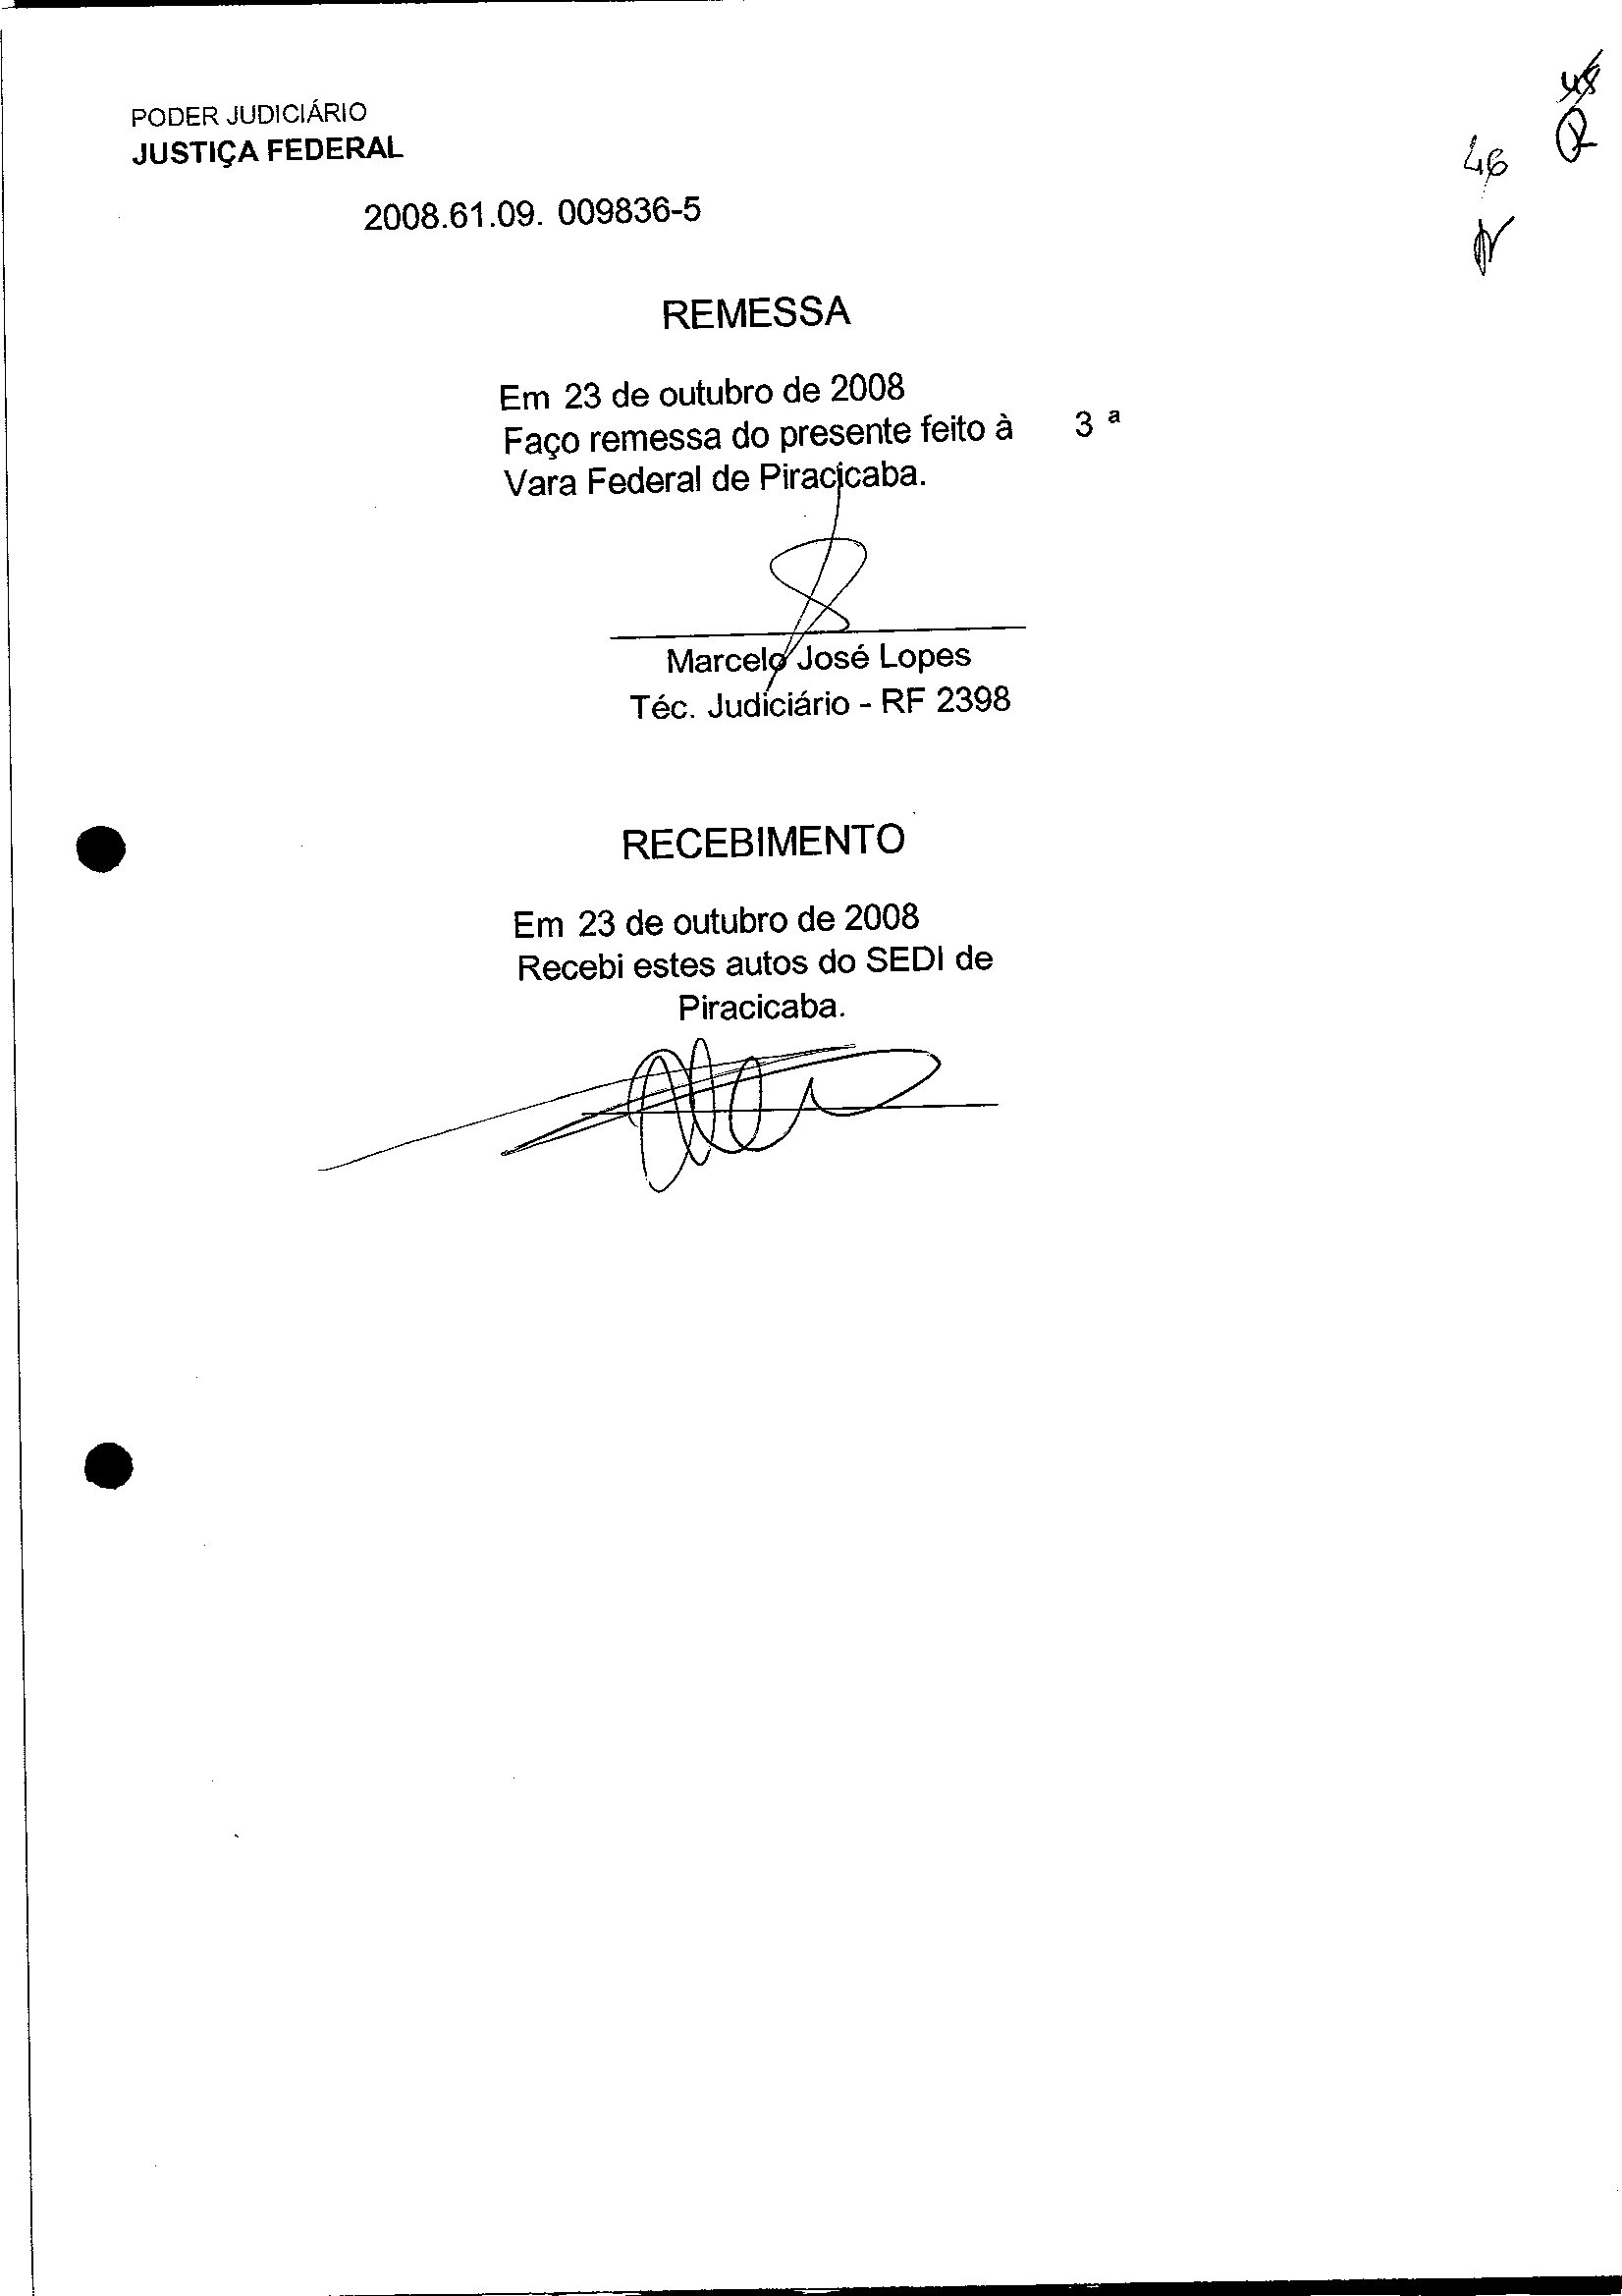 PODER JUDICIÁRIO
JUSTIÇA FEDERAL
46
2008.61.09. 009836-5
REMESSA
Em 23 de outubro de 2008
Faço remessa do presente feito à 3 ª
Vara Federal de Piracicaba.
Marcelo José Lopes
Téc. Judiciário - RF 2398
RECEBIMENTO
Em 23 de outubro de 2008
Recebi estes autos do SEDI de
Piracicaba.